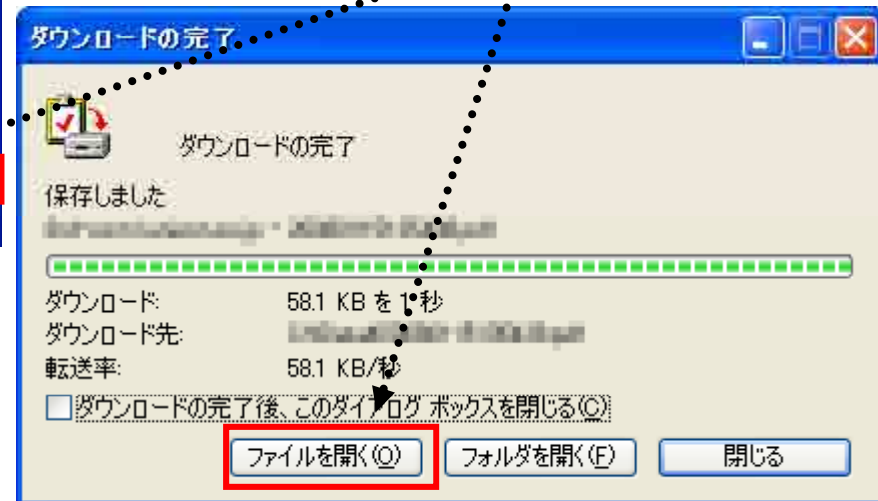 ダウンロードの完了
ダウンロードの完了
保存しました
ダウンロード: 58.1 KB を 1 秒
ダウンロード先:
転送率: 58.1 KB/秒
ダウンロードの完了後、このダイアログ ボックスを閉じる(C)
ファイルを開く(O) フォルダを開く(F) 閉じる